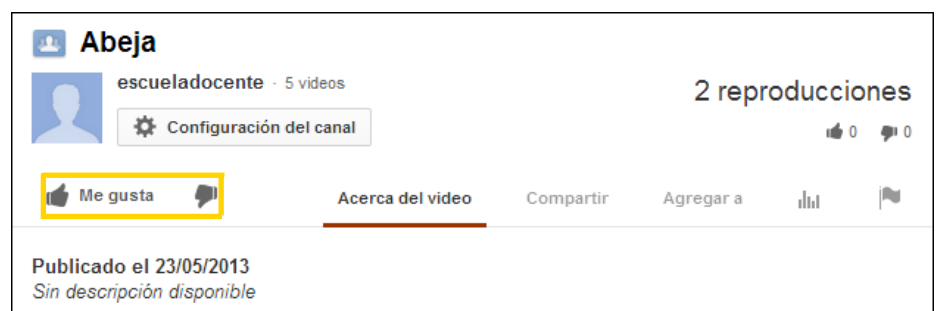 Abeja
escueladocente · 5 videos
2 reproducciones
Configuración del canal
0 0
Me gusta
Acerca del video Compartir Agregar a
Publicado el 23/05/2013
Sin descripción disponible